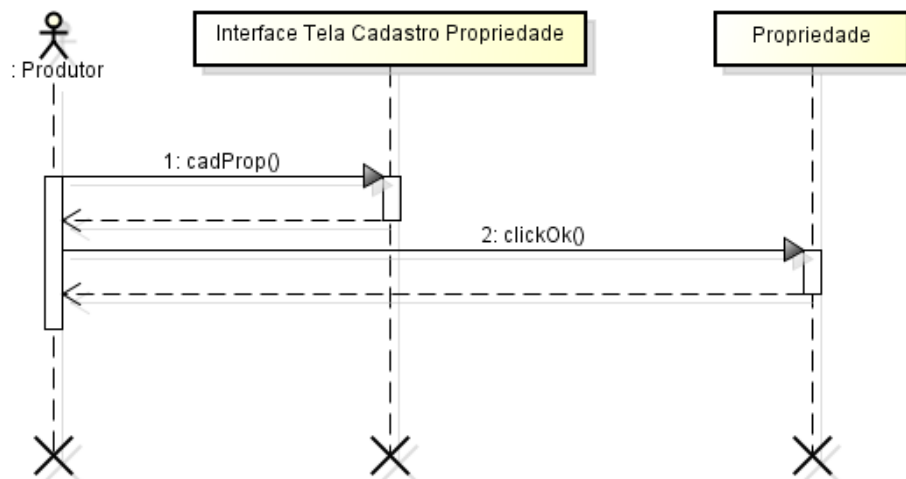 Interface Tela Cadastro Propriedade
Propriedade
: Produtor
1: cadProp()
2: clickOk()